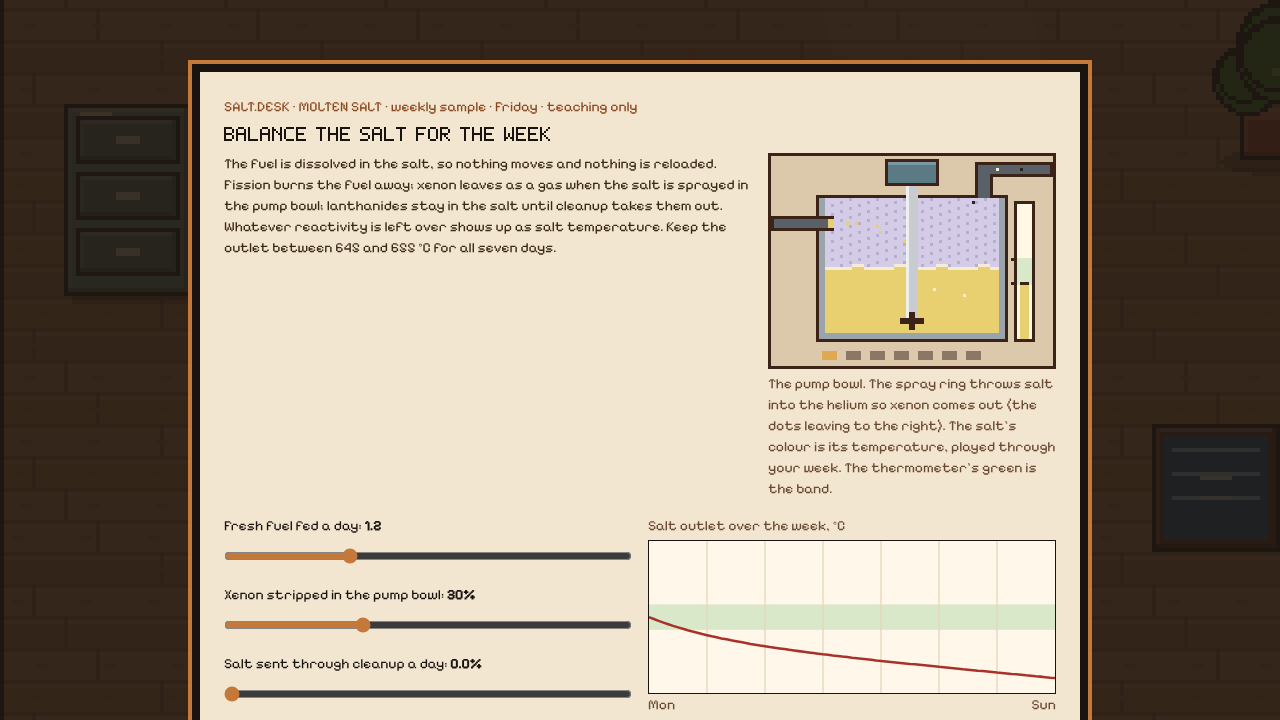 SALT.DESK · MOLTEN SALT · weekly sample · Friday · teaching only
BALANCE THE SALT FOR THE WEEK
The fuel is dissolved in the salt, so nothing moves and nothing is reloaded.
Fission burns the fuel away; xenon leaves as a gas when the salt is sprayed in
the pump bowl; lanthanides stay in the salt until cleanup takes them out.
Whatever reactivity is left over shows up as salt temperature. Keep the
outlet between 645 and 655 °C for all seven days.
The pump bowl. The spray ring throws salt
into the helium so xenon comes out (the
dots leaving to the right). The salt's
colour is its temperature, played through
your week. The thermometer's green is
the band.
Fresh fuel fed a day: 1.8
Xenon stripped in the pump bowl: 30%
Salt sent through cleanup a day: 0.0%
Salt outlet over the week, °C
Mon Sun